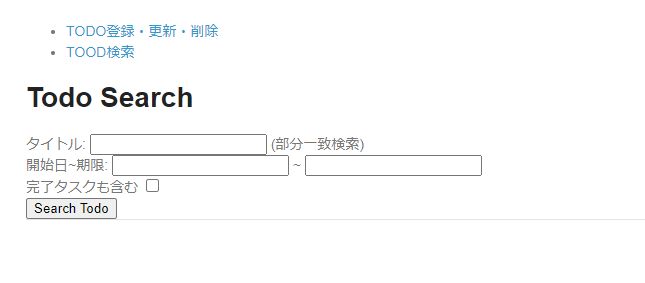 TODO登録・更新・削除
TOOD検索
Todo Search
タイトル: (部分一致検索)
開始日~期限: ~
完了タスクも含む
Search Todo